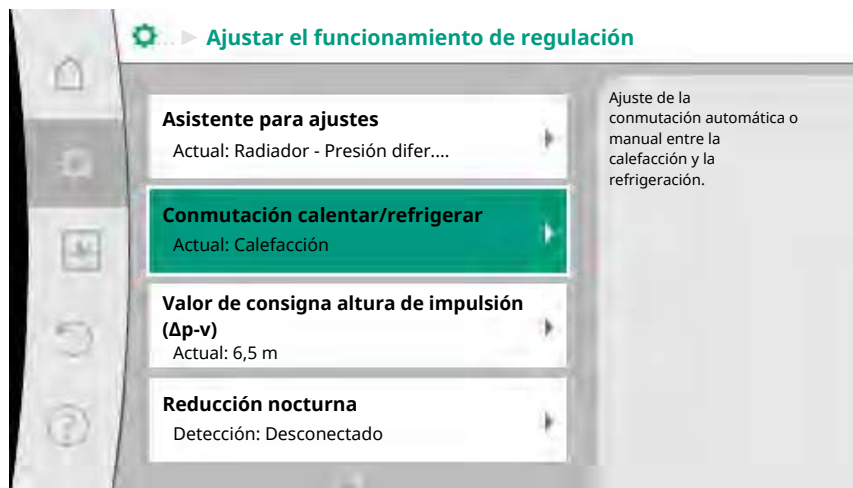 ... Ajustar el funcionamiento de regulación
Asistente para ajustes
Actual: Radiador - Presión difer....
Conmutación calentar/refrigerar
Actual: Calefacción
Valor de consigna altura de impulsión
(Δp-v)
Actual: 6,5 m
Reducción nocturna
Detección: Desconectado
Ajuste de la
conmutación automática o
manual entre la
calefacción y la
refrigeración.